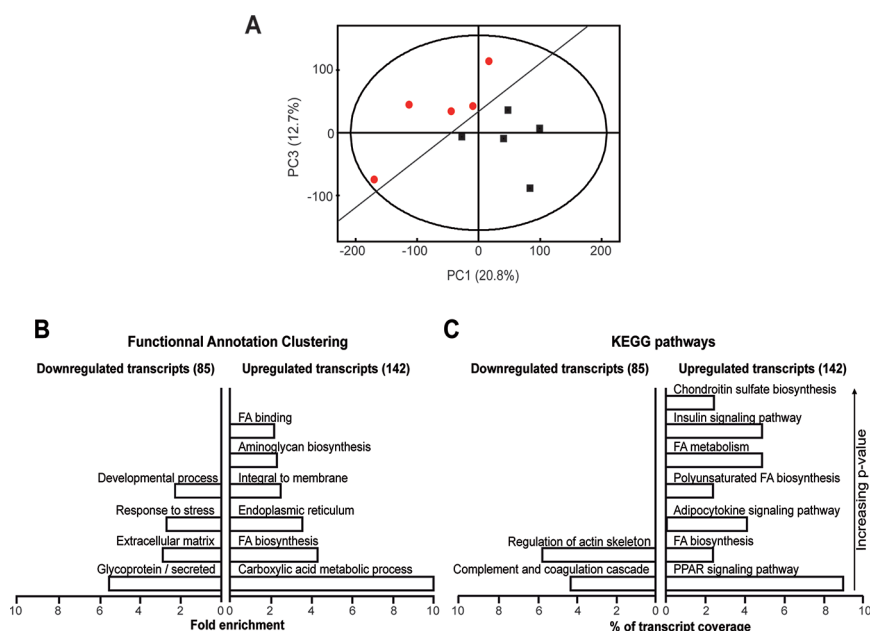 A
PC3 (12.7%)
100
0
-100
-200 -100 0 100 200
PC1 (20.8%)
B
Functionnal Annotation Clustering
Downregulated transcripts (85) Upregulated transcripts (142)
FA binding
Aminoglycan biosynthesis
Developmental process Integral to membrane
Response to stress Endoplasmic reticulum
Extracellular matrix FA biosynthesis
Glycoprotein / secreted Carboxylic acid metabolic process
10 8 6 4 2 0 0 2 4 6 8 10
Fold enrichment
C
KEGG pathways
Downregulated transcripts (85) Upregulated transcripts (142)
Chondroitin sulfate biosynthesis
Insulin signaling pathway
FA metabolism
Polyunsaturated FA biosynthesis
Adipocytokine signaling pathway
Regulation of actin skeleton FA biosynthesis
Complement and coagulation cascade PPAR signaling pathway
10 8 6 4 2 0 0 2 4 6 8 10
% of transcript coverage
Increasing p-value